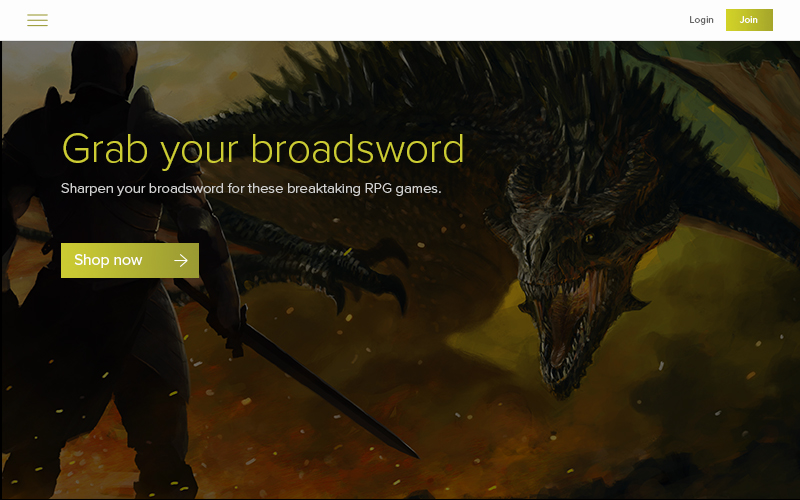 Login
Join
Grab your broadsword
Sharpen your broadsword for these breaktaking RPG games.
Shop now